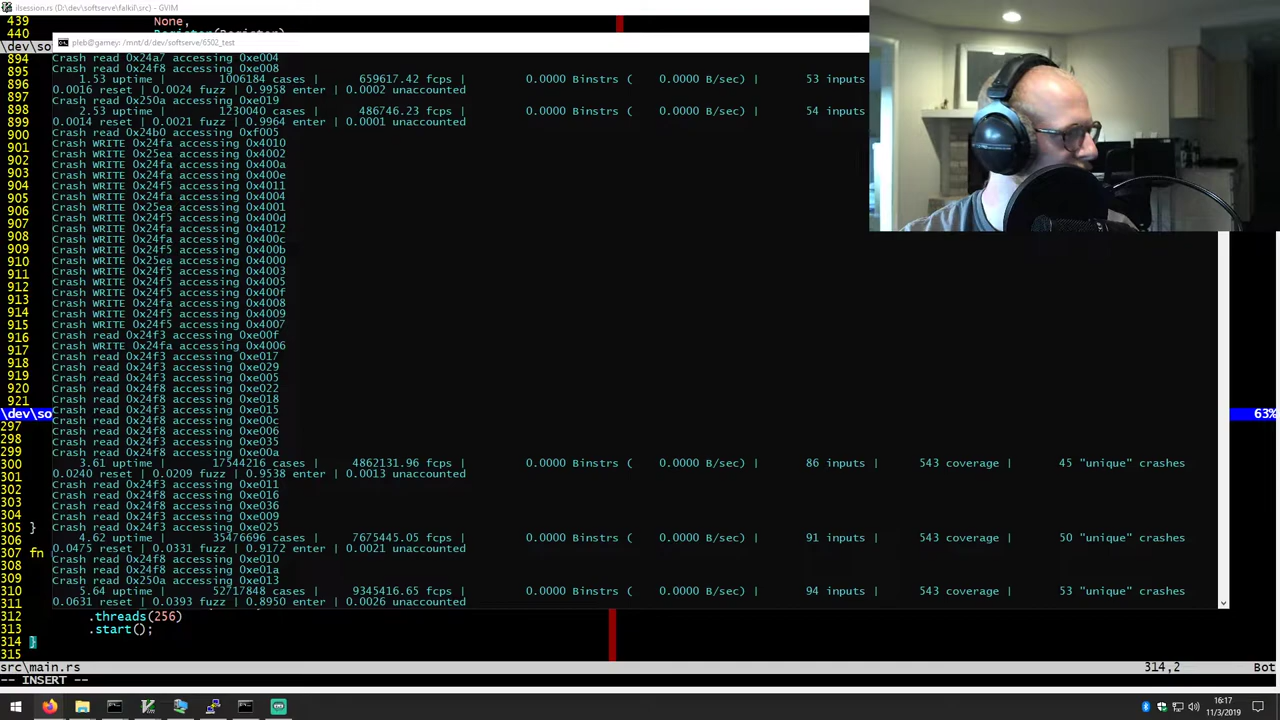 ilsession.rs (D:\dev\softserve\falkil\src) - GVIM
439 None,
440
pleb@gamey: /mnt/d/dev/softserve/6502_test
\dev\so
894 Crash read 0x24a7 accessing 0xe004
895 Crash read 0x24f8 accessing 0xe008
896 1.53 uptime | 1006184 cases | 659617.42 fcps | 0.0000 Binstrs ( 0.0000 B/sec) | 53 inputs
0.0016 reset | 0.0024 fuzz | 0.9958 enter | 0.0002 unaccounted
897 Crash read 0x250a accessing 0xe019
898 2.53 uptime | 1230040 cases | 486746.23 fcps | 0.0000 Binstrs ( 0.0000 B/sec) | 54 inputs
899 0.0014 reset | 0.0021 fuzz | 0.9964 enter | 0.0001 unaccounted
900 Crash read 0x24b0 accessing 0xf005
901 Crash WRITE 0x24fa accessing 0x4010
Crash WRITE 0x25ea accessing 0x4002
902 Crash WRITE 0x24fa accessing 0x400a
903 Crash WRITE 0x24fa accessing 0x400e
904 Crash WRITE 0x24f5 accessing 0x4011
905 Crash WRITE 0x24fa accessing 0x4004
906 Crash WRITE 0x25ea accessing 0x4001
907 Crash WRITE 0x24f5 accessing 0x400d
Crash WRITE 0x24fa accessing 0x4012
908 Crash WRITE 0x24fa accessing 0x400c
909 Crash WRITE 0x24f5 accessing 0x400b
910 Crash WRITE 0x25ea accessing 0x4000
911 Crash WRITE 0x24f5 accessing 0x4003
912 Crash WRITE 0x24f5 accessing 0x4005
913 Crash WRITE 0x24f5 accessing 0x400f
Crash WRITE 0x24fa accessing 0x4008
914 Crash WRITE 0x24f5 accessing 0x4009
915 Crash WRITE 0x24f5 accessing 0x4007
916 Crash read 0x24f3 accessing 0xe00f
917 Crash WRITE 0x24fa accessing 0x4006
918 Crash read 0x24f3 accessing 0xe017
Crash read 0x24f3 accessing 0xe029
919 Crash read 0x24f3 accessing 0xe005
920 Crash read 0x24f8 accessing 0xe022
921 Crash read 0x24f8 accessing 0xe018
\dev\so Crash read 0x24f3 accessing 0xe015 63%
297 Crash read 0x24f8 accessing 0xe00c
Crash read 0x24f8 accessing 0xe006
298 Crash read 0x24f3 accessing 0xe035
299 Crash read 0x24f8 accessing 0xe00a
300 3.61 uptime | 17544216 cases | 4862131.96 fcps | 0.0000 Binstrs ( 0.0000 B/sec) | 86 inputs | 543 coverage | 45 "unique" crashes
301 0.0240 reset | 0.0209 fuzz | 0.9538 enter | 0.0013 unaccounted
302 Crash read 0x24f3 accessing 0xe011
Crash read 0x24f8 accessing 0xe016
303 Crash read 0x24f8 accessing 0xe036
304 Crash read 0x24f3 accessing 0xe009
305 } Crash read 0x24f3 accessing 0xe025
306 4.62 uptime | 35476696 cases | 7675445.05 fcps | 0.0000 Binstrs ( 0.0000 B/sec) | 91 inputs | 543 coverage | 50 "unique" crashes
307 fn 0.0475 reset | 0.0331 fuzz | 0.9172 enter | 0.0021 unaccounted
308 Crash read 0x24f8 accessing 0xe010
Crash read 0x24f8 accessing 0xe01a
309 Crash read 0x250a accessing 0xe013
310 5.64 uptime | 52717848 cases | 9345416.65 fcps | 0.0000 Binstrs ( 0.0000 B/sec) | 94 inputs | 543 coverage | 53 "unique" crashes
311 0.0631 reset | 0.0393 fuzz | 0.8950 enter | 0.0026 unaccounted
312 .threads(256)
313 .start();
314 }
315
src\main.rs 314,2 Bot
-- INSERT --
16:17
11/3/2019